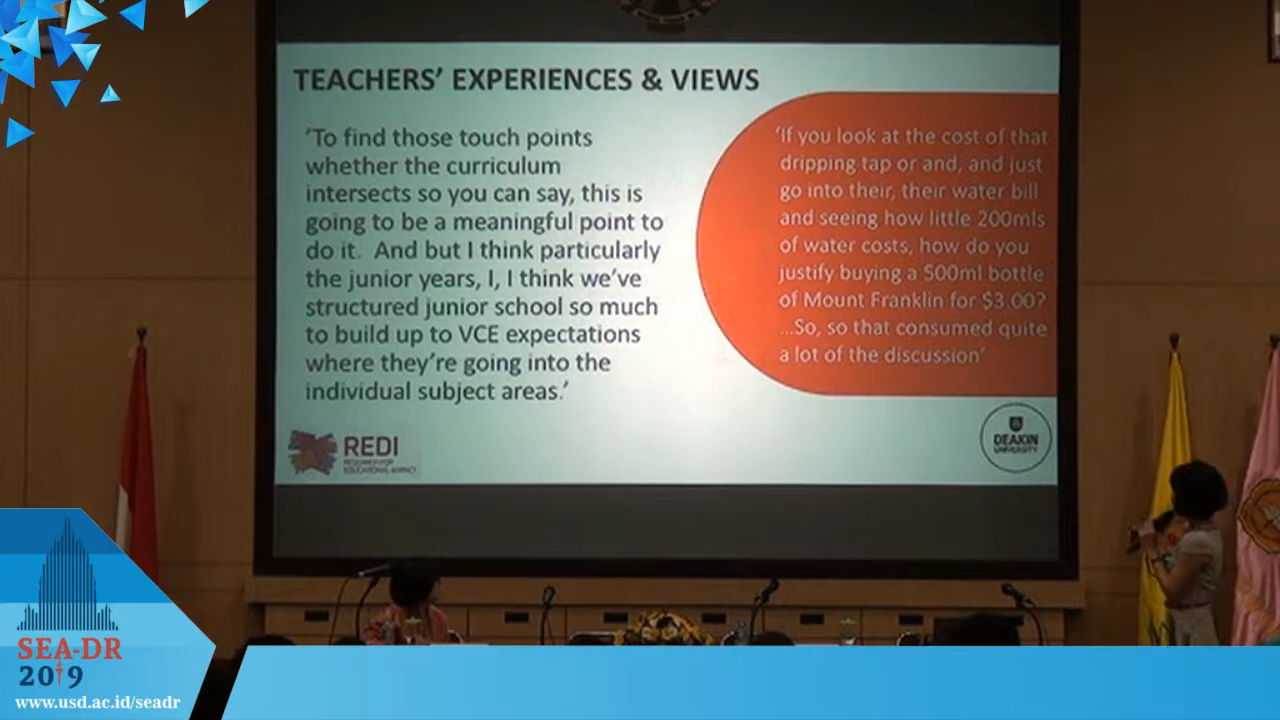 TEACHERS' EXPERIENCES & VIEWS
'To find those touch points
whether the curriculum
intersects so you can say, this is
going to be a meaningful point to
do it.  And but I think particularly
the junior years, I, I think we've
structured junior school so much
to build up to VCE expectations
where they're going into the
individual subject areas.'
'If you look at the cost of that
dripping tap or and, and just
go into their, their water bill
and seeing how little 200mls
of water costs, how do you
justify buying a 500ml bottle
of Mount Franklin for $3.00?
...So, so that consumed quite
a lot of the discussion'
REDI
RESEARCH FOR
EDUCATIONAL IMPACT
DEAKIN
UNIVERSITY
SEA-DR
2019
www.usd.ac.id/seadr